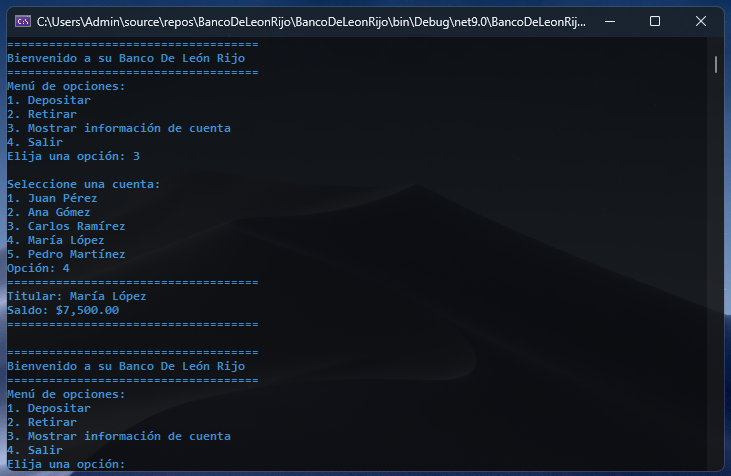 C:\Users\Admin\source\repos\BancoDeLeonRijo\BancoDeLeonRijo\bin\Debug\net9.0\BancoDeLeonRij...
====================================
Bienvenido a su Banco De León Rijo
====================================
Menú de opciones:
1. Depositar
2. Retirar
3. Mostrar información de cuenta
4. Salir
Elija una opción: 3
Seleccione una cuenta:
1. Juan Pérez
2. Ana Gómez
3. Carlos Ramírez
4. María López
5. Pedro Martínez
Opción: 4
====================================
Titular: María López
Saldo: $7,500.00
====================================
====================================
Bienvenido a su Banco De León Rijo
====================================
Menú de opciones:
1. Depositar
2. Retirar
3. Mostrar información de cuenta
4. Salir
Elija una opción: